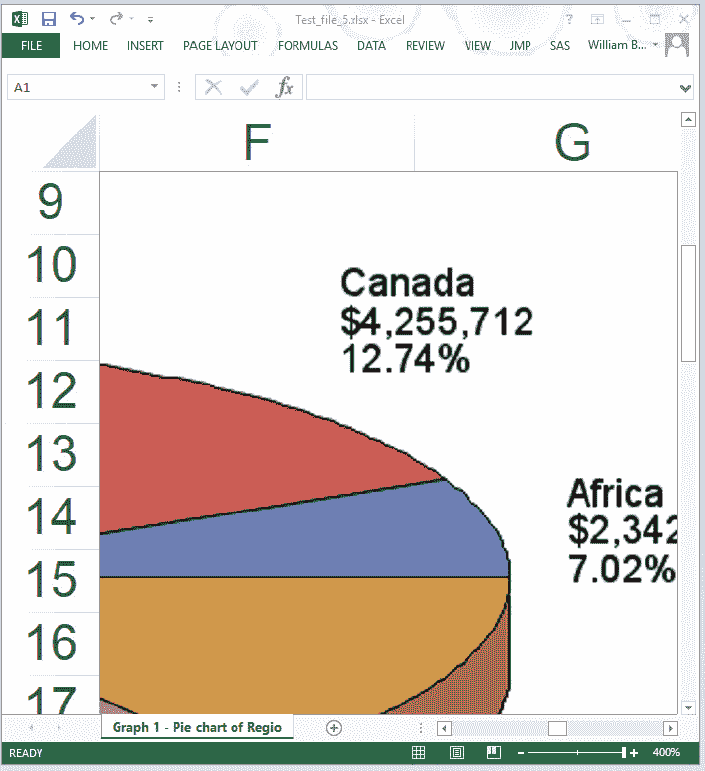 Test_file_5.xlsx - Excel
FILE HOME INSERT PAGE LAYOUT FORMULAS DATA REVIEW VIEW JMP SAS William B...
A1 fx
F G
9
10
Canada
$4,255,712
12.74%
11
12
13
14
Africa
$2,342
7.02%
15
16
17
Graph 1 - Pie chart of Regio
READY 400%